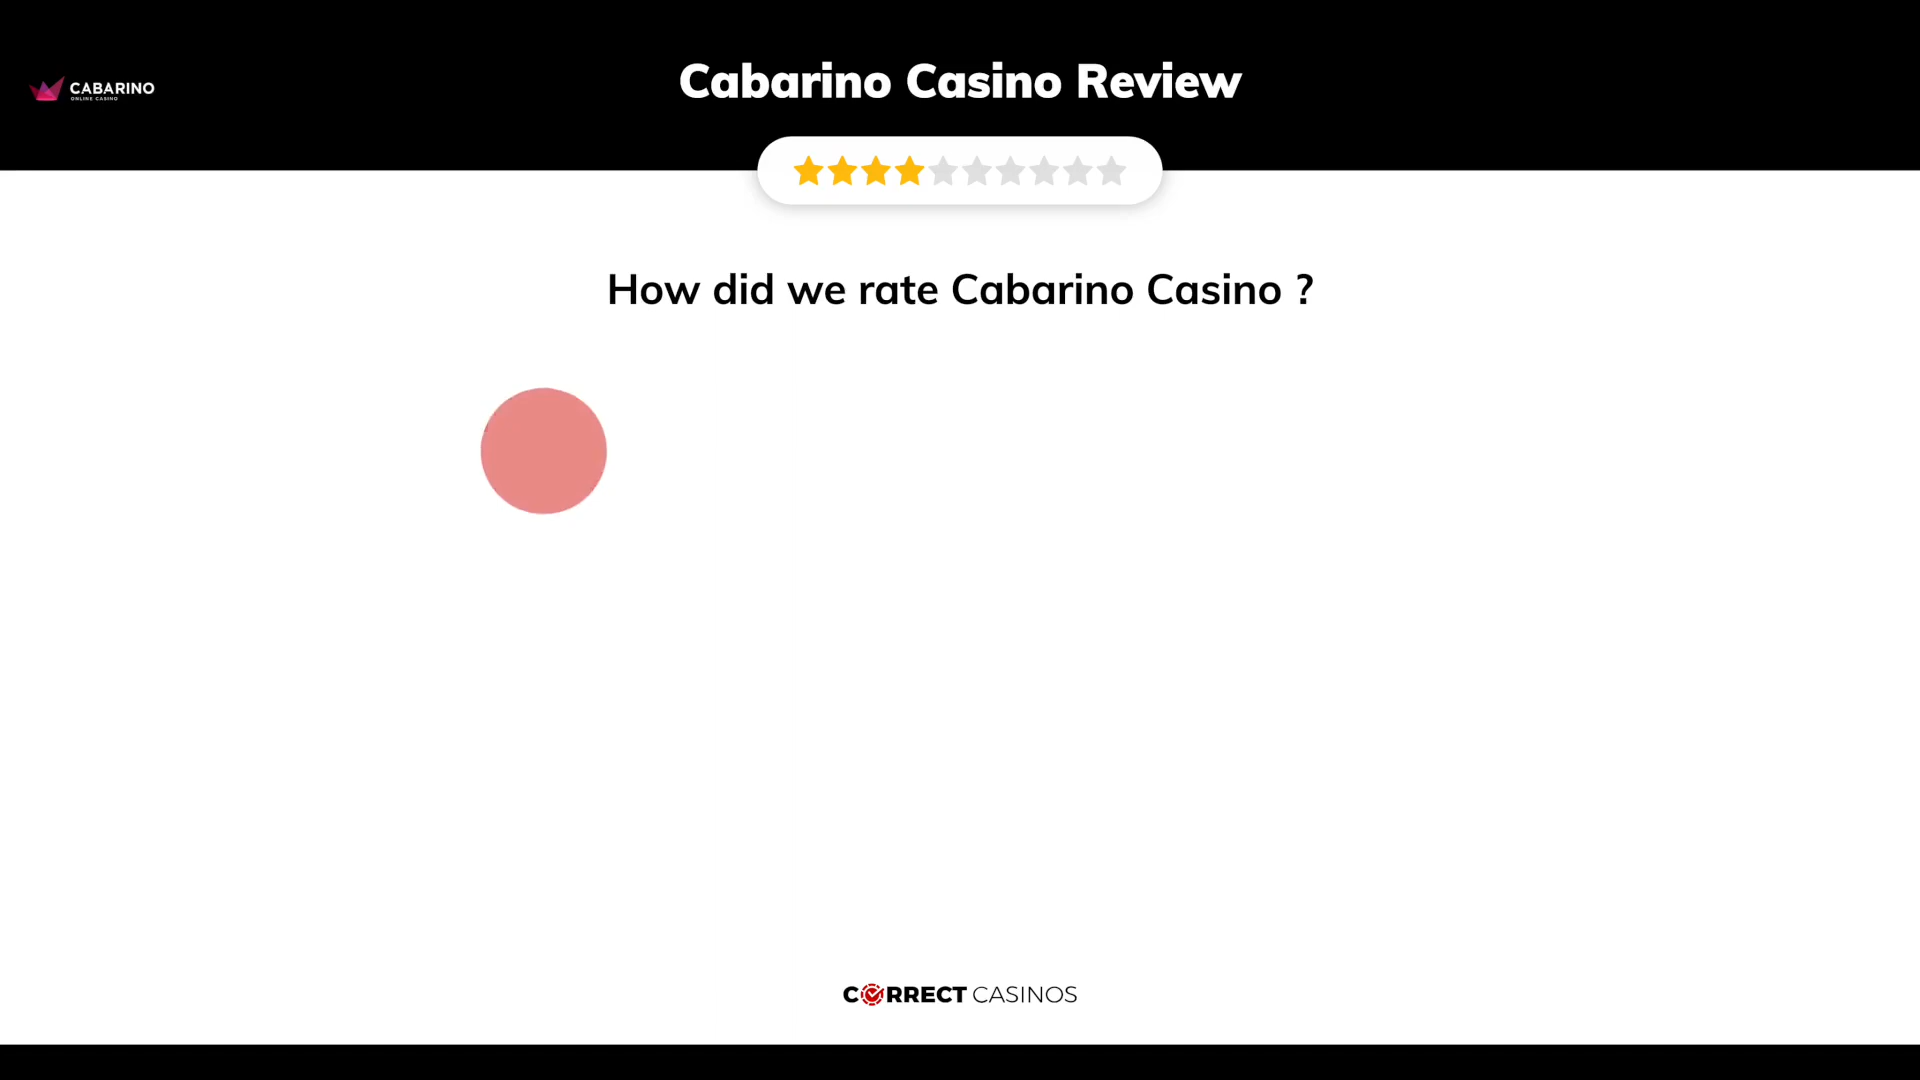 CABARINO
ONLINE CASINO
Cabarino Casino Review
How did we rate Cabarino Casino ?
CORRECT CASINOS